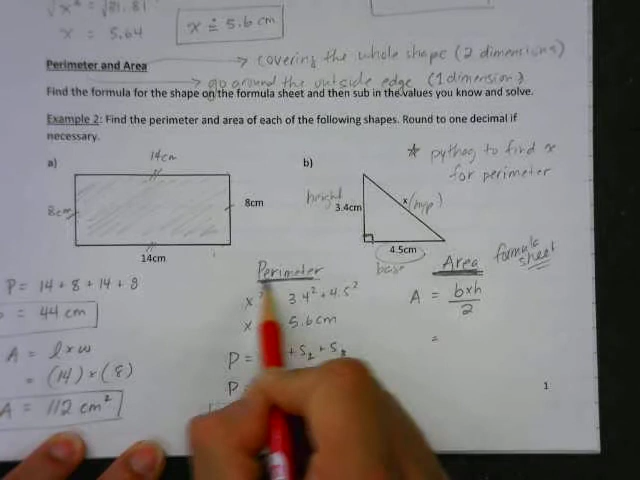 √x² = √31.81
x = 5.64
x ≐ 5.6 cm
Perimeter and Area
→ covering the whole shape (2 dimensions)
→ go around the outside edge (1 dimension)
Find the formula for the shape on the formula sheet and then sub in the values you know and solve.
Example 2: Find the perimeter and area of each of the following shapes. Round to one decimal if
necessary.
a)
14cm
8cm
8cm
14cm
b)
* pythag to find x
for perimeter
height
3.4cm
x (hyp)
4.5cm
base
P = 14 + 8 + 14 + 8
= 44 cm
A = l x w
= (14) x (8)
A = 112 cm²
Perimeter
x² 3.4² + 4.5²
x 5.6cm
P = + S₂ + S₃
P =
Area
formula
sheet
A = bxh
2
=
1